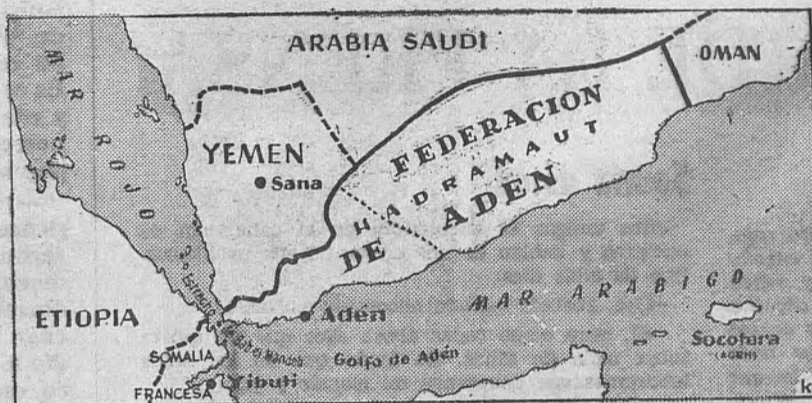 ARABIA SAUDI
OMAN
MAR ROJO
YEMEN
Sana
FEDERACION
HADRAMAUT
DE ADEN
MAR ARABIGO
ETIOPIA
Adén
Golfo de Adén
Socotora
(ADEN)
SOMALIA
FRANCESA
Yibuti
k